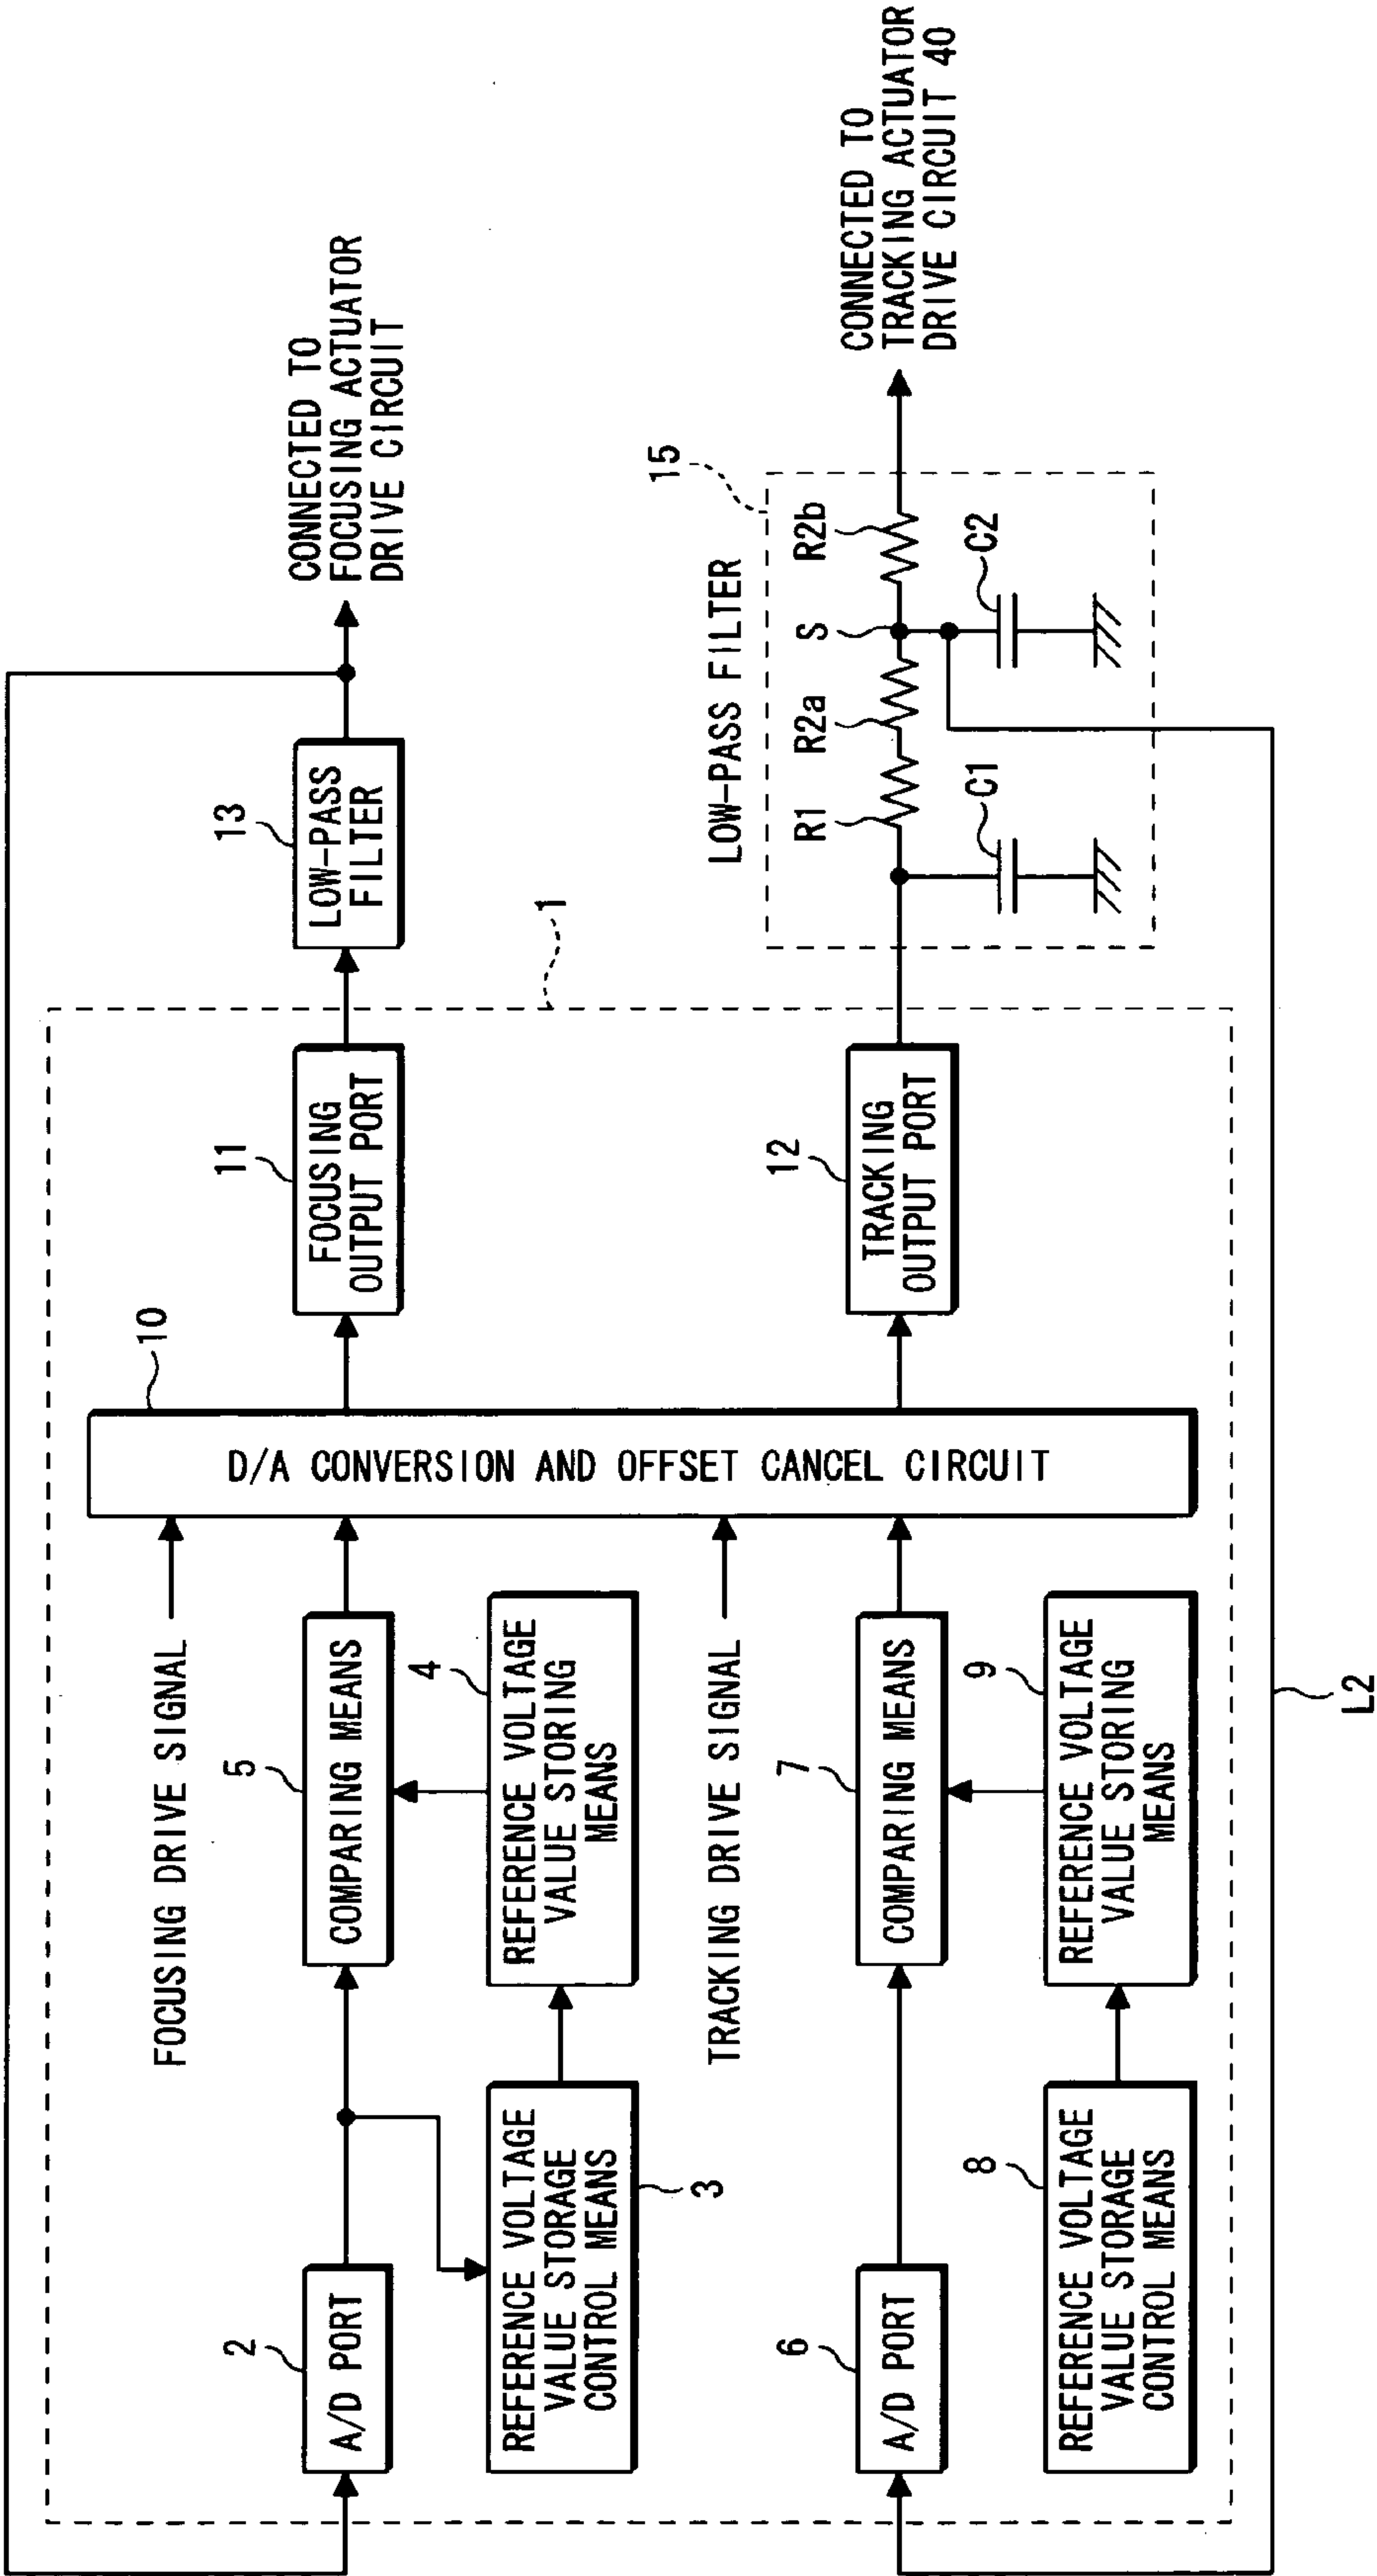 CONNECTED TO
FOCUSING ACTUATOR
DRIVE CIRCUIT
13
LOW-PASS
FILTER
11
FOCUSING
OUTPUT PORT
1
10
D/A CONVERSION AND OFFSET CANCEL CIRCUIT
FOCUSING DRIVE SIGNAL
5
COMPARING MEANS
4
REFERENCE VOLTAGE
VALUE STORING
MEANS
2
A/D PORT
REFERENCE VOLTAGE
VALUE STORAGE
CONTROL MEANS
3
CONNECTED TO
TRACKING ACTUATOR
DRIVE CIRCUIT 40
15
LOW-PASS FILTER
R1
R2a
S
R2b
C1
C2
12
TRACKING
OUTPUT PORT
TRACKING DRIVE SIGNAL
7
COMPARING MEANS
9
REFERENCE VOLTAGE
VALUE STORING
MEANS
6
A/D PORT
8
REFERENCE VOLTAGE
VALUE STORAGE
CONTROL MEANS
L2